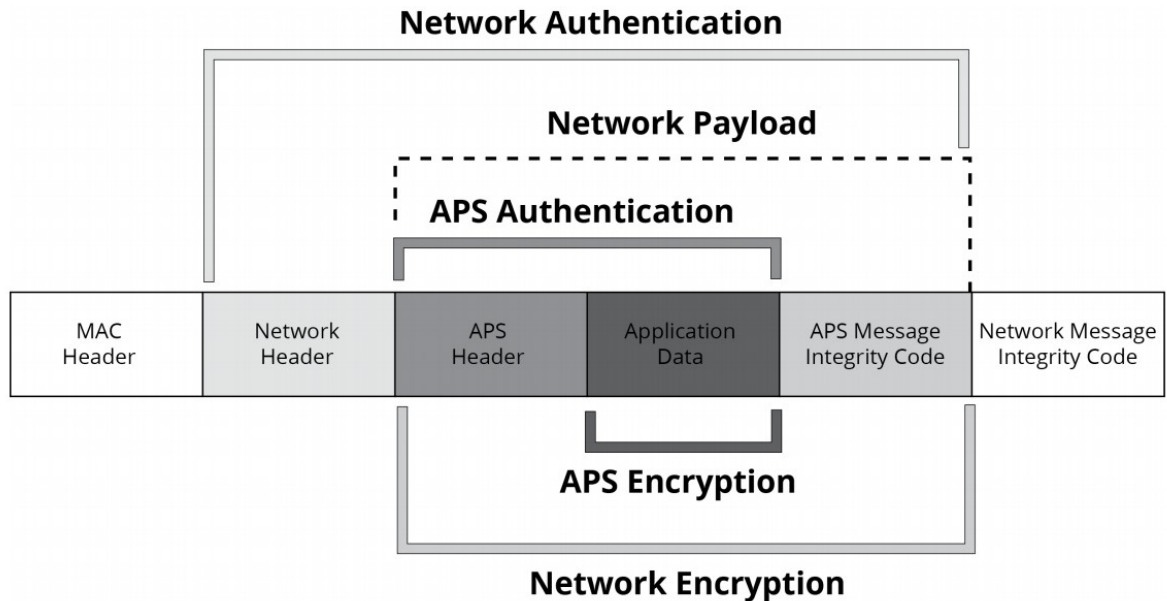 Network Authentication
Network Payload
APS Authentication
MAC
Header
Network
Header
APS
Header
Application
Data
APS Message
Integrity Code
Network Message
Integrity Code
APS Encryption
Network Encryption